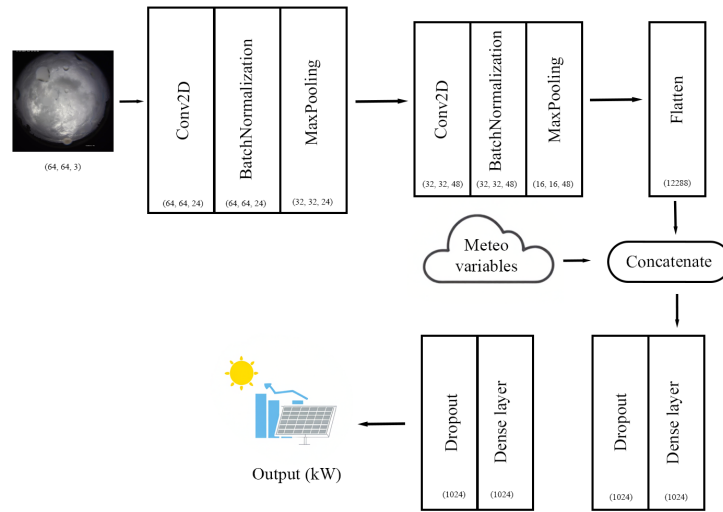 Conv2D
BatchNormalization
MaxPooling
(64, 64, 3)
(64, 64, 24)
(64, 64, 24)
(32, 32, 24)
Conv2D
BatchNormalization
MaxPooling
(32, 32, 48)
(32, 32, 48)
(16, 16, 48)
Flatten
(12288)
Meteo
variables
Concatenate
Dropout
Dense layer
(1024)
(1024)
Dropout
Dense layer
(1024)
(1024)
Output (kW)